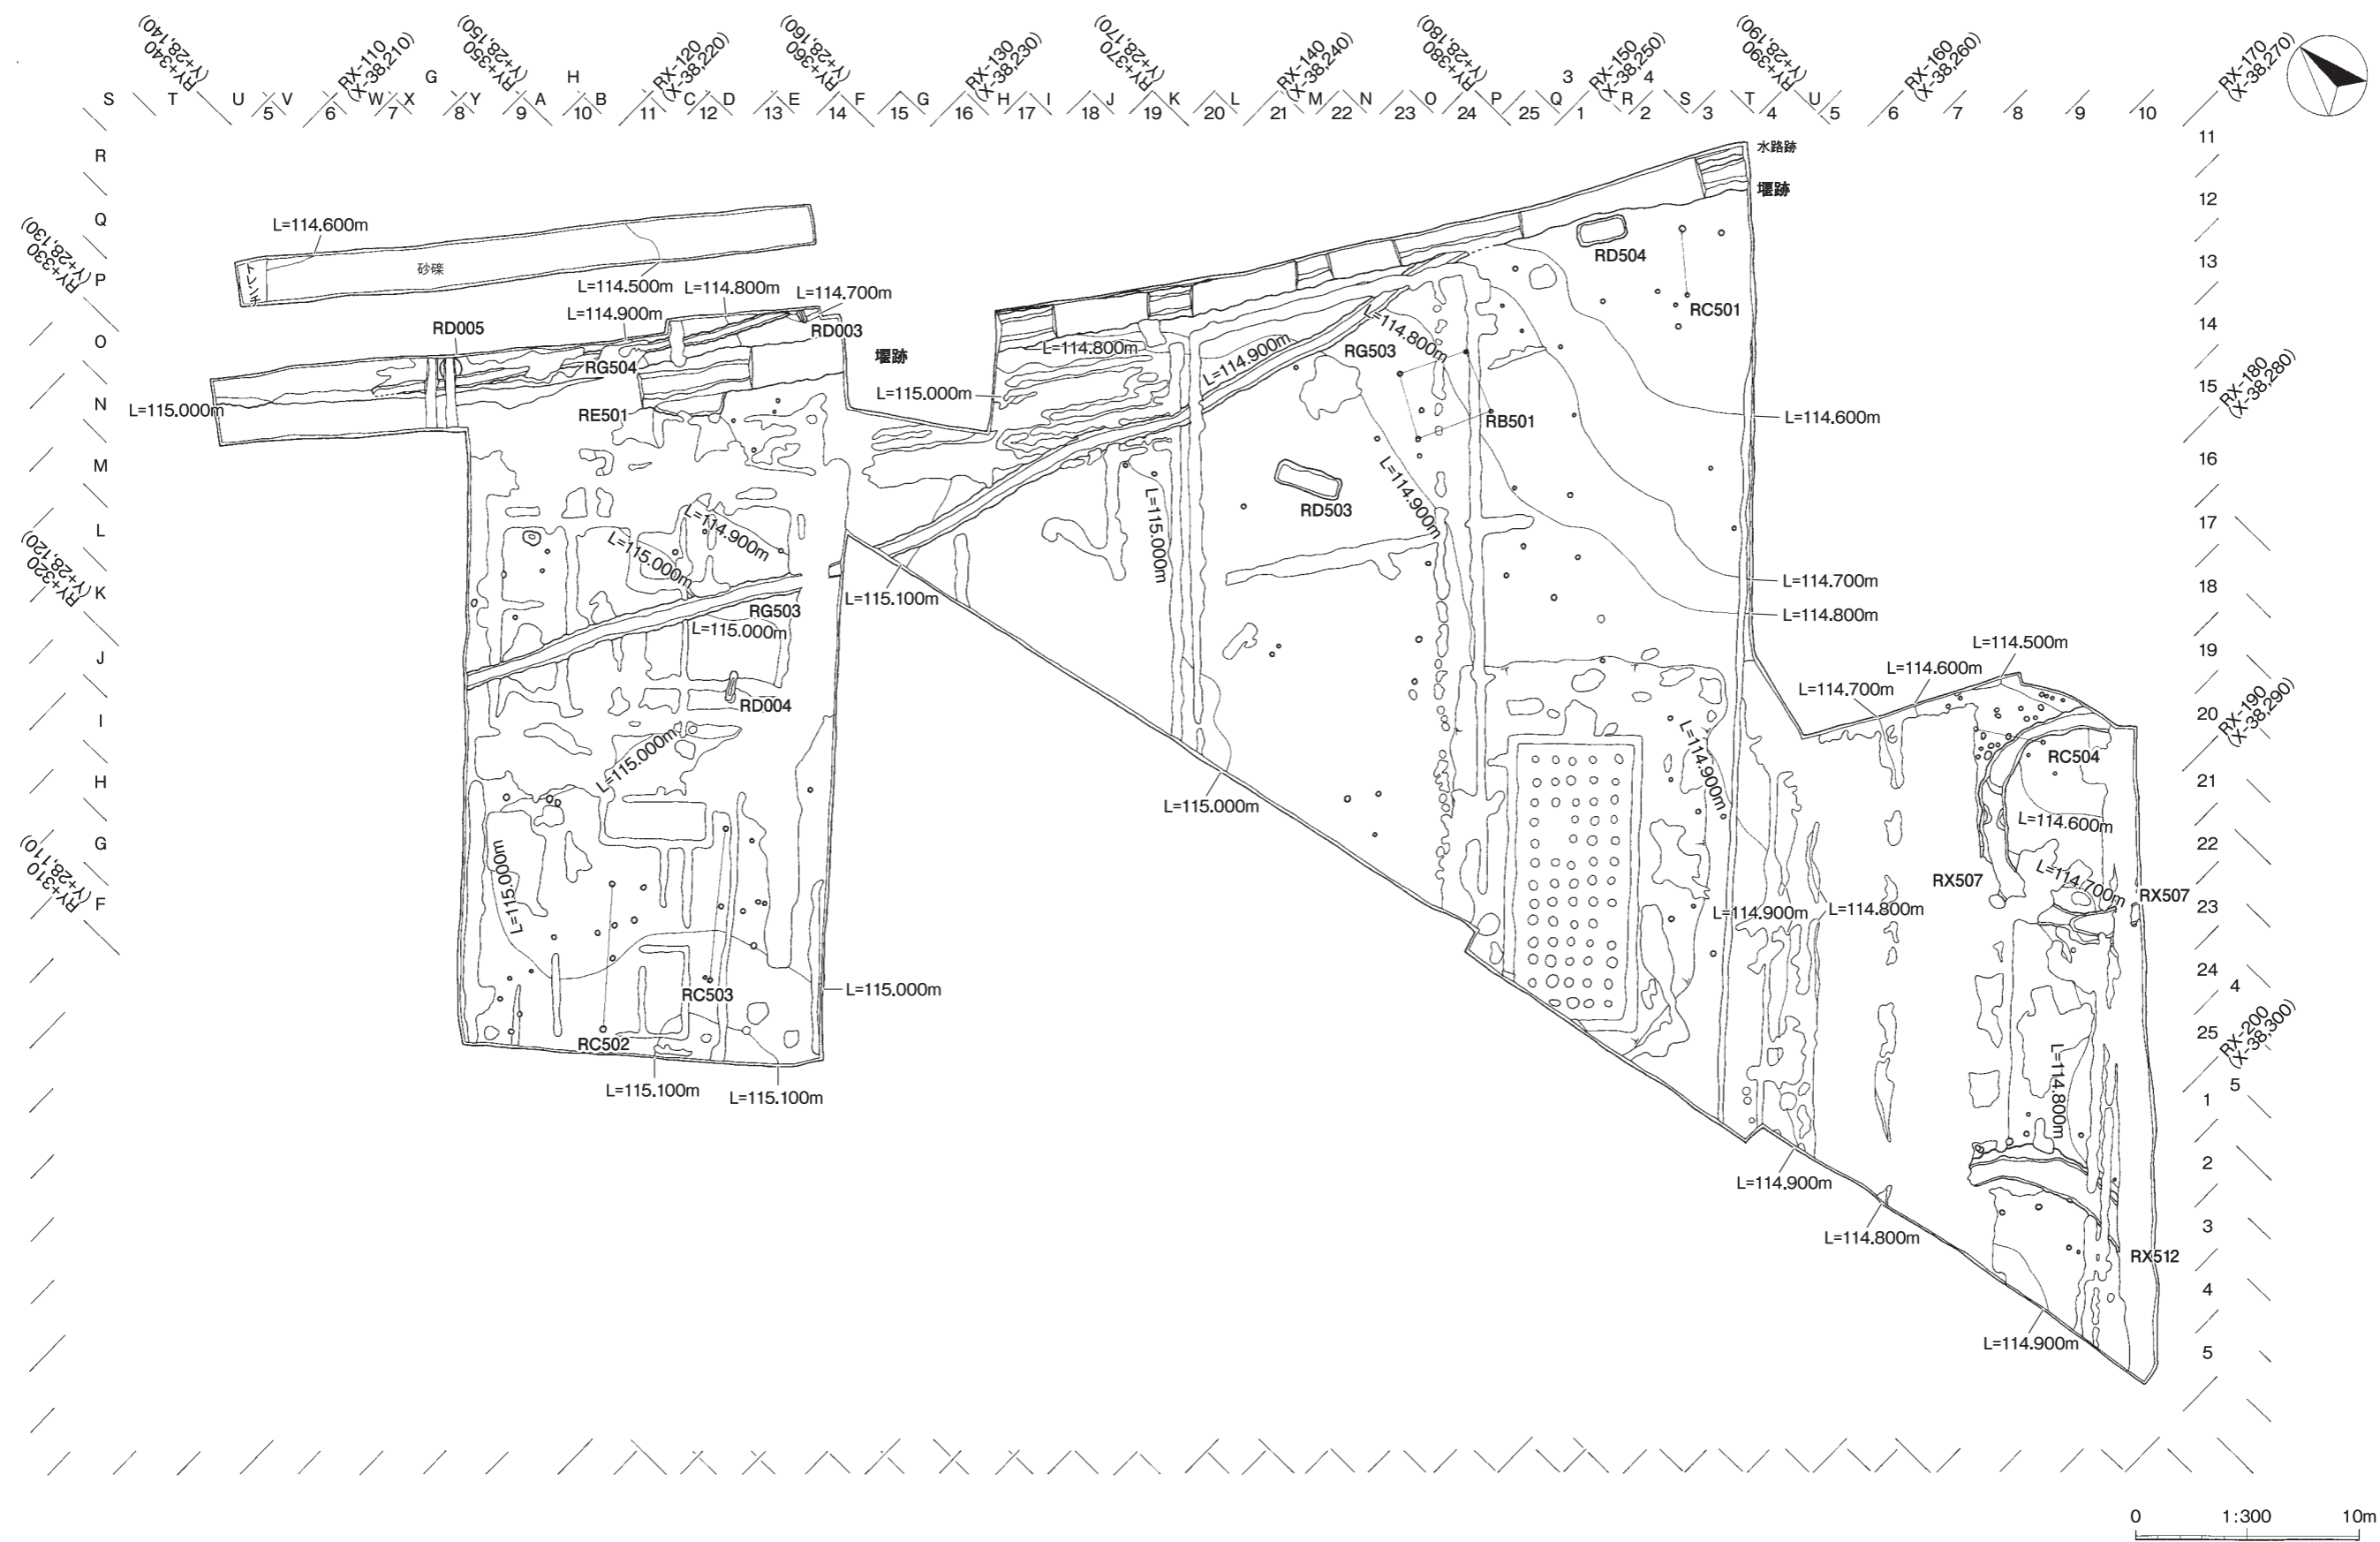 RY+340
(Y+28,140)
RX-110
(X-38,210)
RY+350
(Y+28,150)
RX-120
(X-38,220)
RY+360
(Y+28,160)
RX-130
(X-38,230)
RY+370
(Y+28,170)
RX-140
(X-38,240)
RY+380
(Y+28,180)
RX-150
(X-38,250)
RY+390
(Y+28,190)
RX-160
(X-38,260)
RX-170
(X-38,270)
G H 3 4
S T U V W X Y A B C D E F G H I J K L M N O P Q R S T U
5 6 7 8 9 10 11 12 13 14 15 16 17 18 19 20 21 22 23 24 25 1 2 3 4 5 6 7 8 9 10
R
Q
RY+330
(Y+28,130)
P
O
N
M
L
RY+320
(Y+28,120)
K
J
I
H
G
RY+310
(Y+28,110)
F
11
12
13
14
15
RX-180
(X-38,280)
16
17
18
19
20
RX-190
(X-38,290)
21
22
23
24
4
25
RX-200
(X-38,300)
5
1
2
3
4
5
水路跡
堰跡
L=114.600m
トレンチ
砂礫
L=114.500m
L=114.800m
L=114.700m
L=114.900m
RD005
RD003
RG504
堰跡
L=115.000m
RE501
L=114.900m
L=115.000m
RG503
L=115.000m
RD004
L=115.000m
L=115.000m
RC503
RC502
L=115.000m
L=115.100m
L=115.100m
RD504
RC501
L=114.800m
L=114.800m
RG503
L=114.900m
L=115.000m
L=114.600m
RB501
L=114.900m
RD503
L=115.000m
L=114.700m
L=115.100m
L=114.800m
L=114.500m
L=114.600m
L=114.700m
L=114.900m
RC504
L=115.000m
L=114.600m
RX507
L=114.700m
RX507
L=114.900m
L=114.800m
L=114.800m
L=114.900m
L=114.800m
RX512
L=114.900m
0 1:300 10m